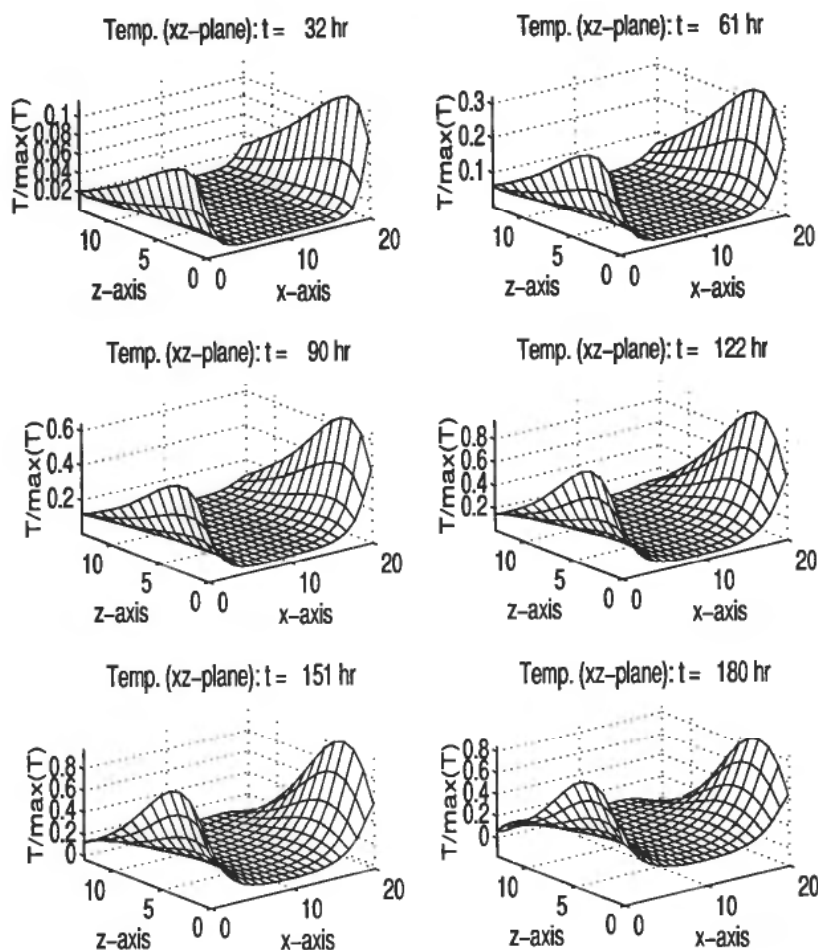 Temp. (xz-plane): t = 32 hr
T/max(T)
0.1
0.08
0.06
0.04
0.02
10
5
0
z-axis
0
10
20
x-axis
Temp. (xz-plane): t = 61 hr
T/max(T)
0.3
0.2
0.1
10
5
0
z-axis
0
10
20
x-axis
Temp. (xz-plane): t = 90 hr
T/max(T)
0.6
0.4
0.2
10
5
0
z-axis
0
10
20
x-axis
Temp. (xz-plane): t = 122 hr
T/max(T)
0.8
0.6
0.4
0.2
10
5
0
z-axis
0
10
20
x-axis
Temp. (xz-plane): t = 151 hr
T/max(T)
0.8
0.6
0.4
0.2
0
10
5
0
z-axis
0
10
20
x-axis
Temp. (xz-plane): t = 180 hr
T/max(T)
0.8
0.6
0.4
0.2
0
10
5
0
z-axis
0
10
20
x-axis